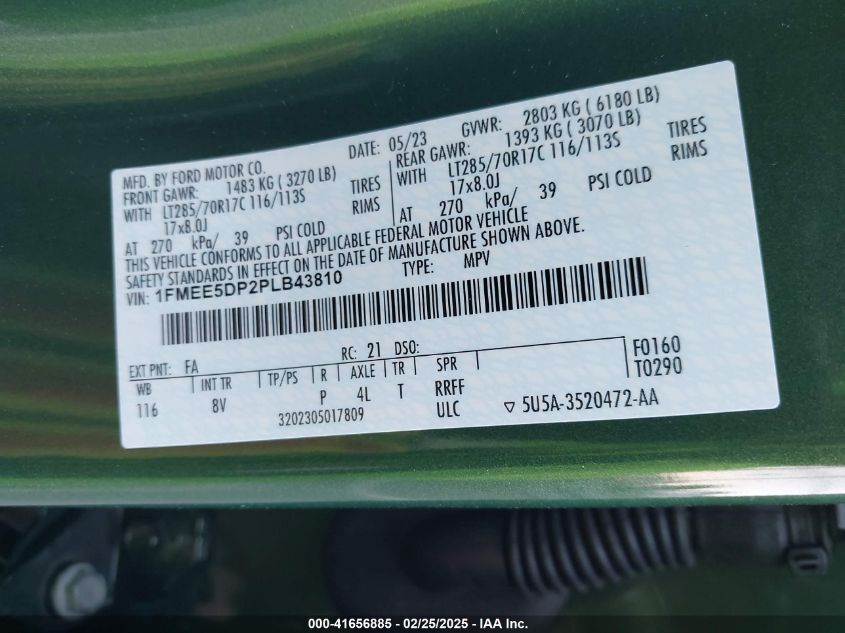 MFD. BY FORD MOTOR CO. DATE: 05/23 GVWR: 2803 KG ( 6180 LB)
FRONT GAWR: 1483 KG ( 3270 LB) REAR GAWR: 1393 KG ( 3070 LB)
WITH LT285/70R17C 116/113S TIRES WITH LT285/70R17C 116/113S TIRES
17x8.0J RIMS 17x8.0J RIMS
AT 270 kPa/ 39 PSI COLD AT 270 kPa/ 39 PSI COLD
THIS VEHICLE CONFORMS TO ALL APPLICABLE FEDERAL MOTOR VEHICLE
SAFETY STANDARDS IN EFFECT ON THE DATE OF MANUFACTURE SHOWN ABOVE.
VIN: 1FMEE5DP2PLB43810 TYPE: MPV
EXT PNT: FA RC: 21 DSO: F0160
WB INT TR TP/PS R AXLE TR SPR T0290
116 8V P 4L T RRFF
3202305017809 ULC ▽ 5U5A-3520472-AA
000-41656885 - 02/25/2025 - IAA Inc.